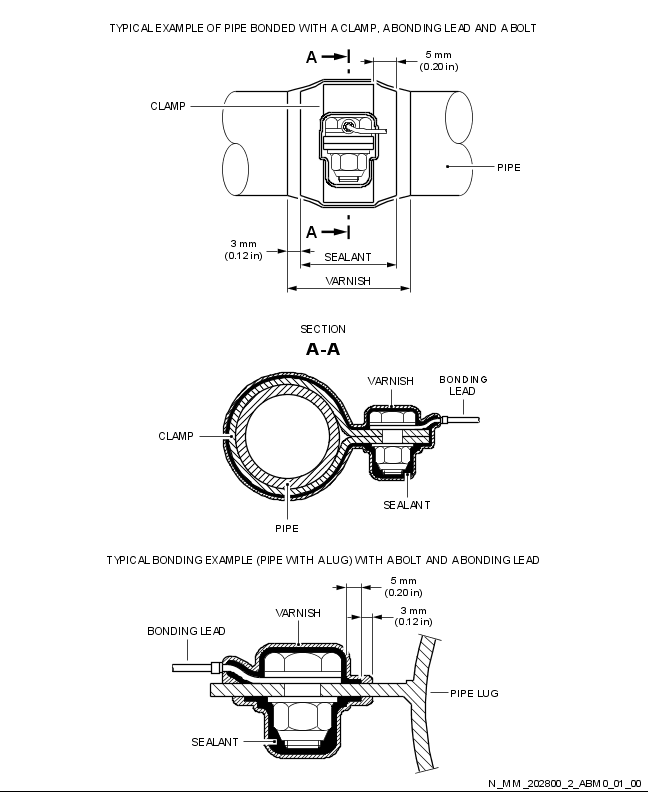 TYPICAL EXAMPLE OF PIPE BONDED WITH A CLAMP, A BONDING LEAD AND A BOLT
A
5 mm
(0.20 in)
CLAMP
PIPE
A
3 mm
(0.12 in)
SEALANT
VARNISH
SECTION
A-A
VARNISH
BONDING
LEAD
CLAMP
SEALANT
PIPE
TYPICAL BONDING EXAMPLE (PIPE WITH A LUG) WITH A BOLT AND A BONDING LEAD
5 mm
(0.20 in)
3 mm
(0.12 in)
VARNISH
BONDING LEAD
PIPE LUG
SEALANT
N_MM_202800_2_ABM0_01_00